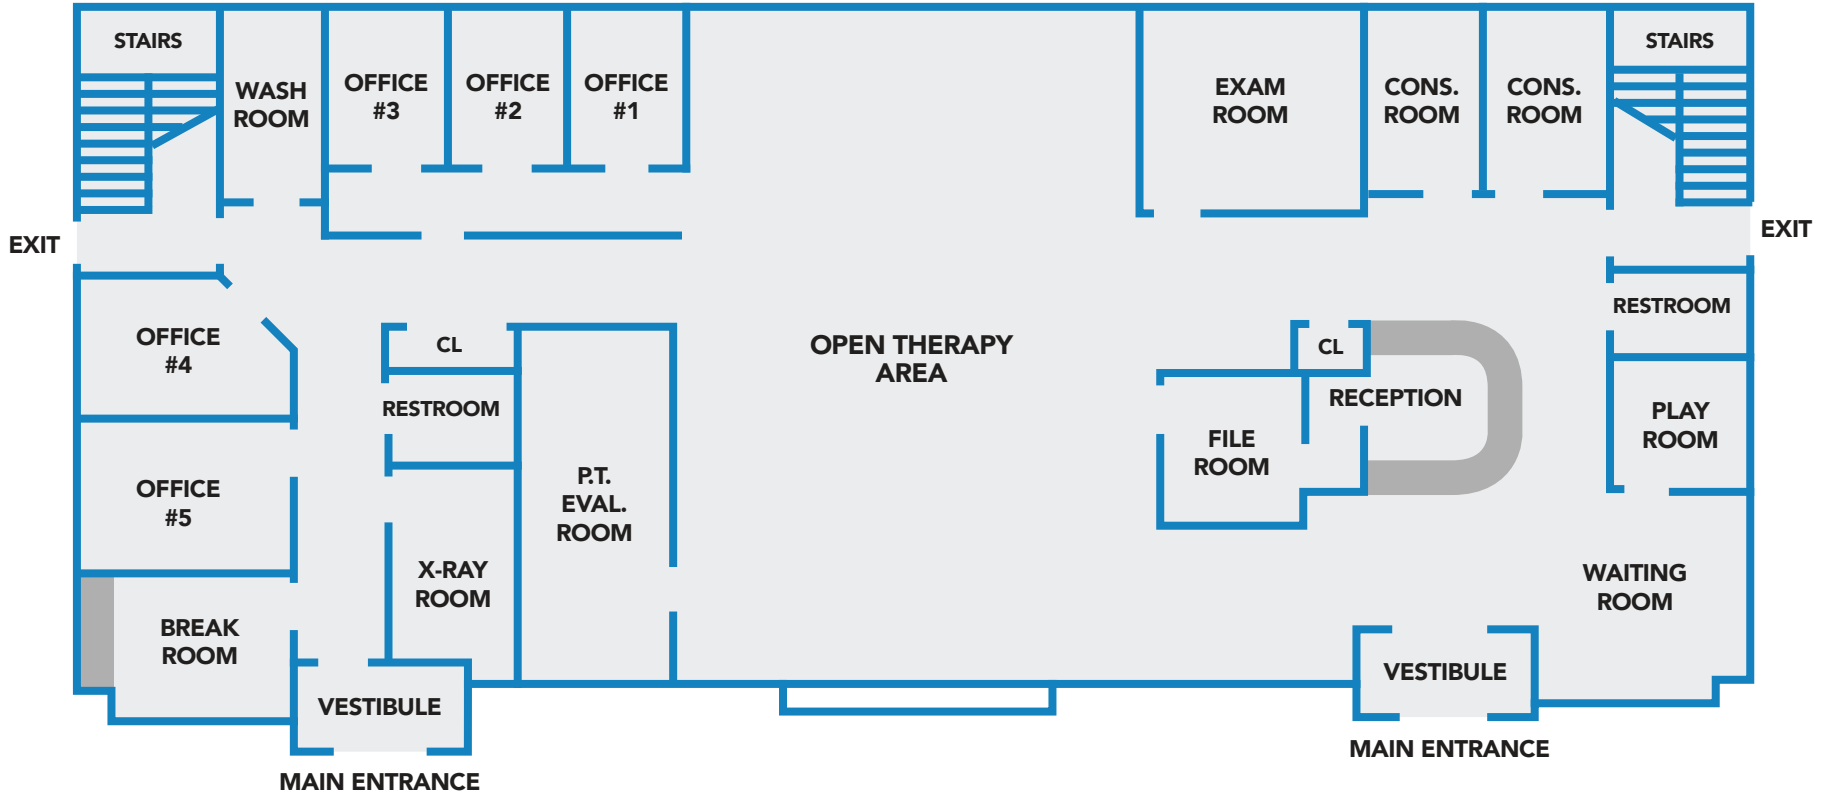 STAIRS
WASH
ROOM
OFFICE
#3
OFFICE
#2
OFFICE
#1
EXAM
ROOM
CONS.
ROOM
CONS.
ROOM
STAIRS
EXIT
EXIT
OFFICE
#4
CL
RESTROOM
OPEN THERAPY
AREA
CL
RECEPTION
RESTROOM
PLAY
ROOM
FILE
ROOM
OFFICE
#5
P.T.
EVAL.
ROOM
X-RAY
ROOM
WAITING
ROOM
BREAK
ROOM
VESTIBULE
VESTIBULE
MAIN ENTRANCE
MAIN ENTRANCE